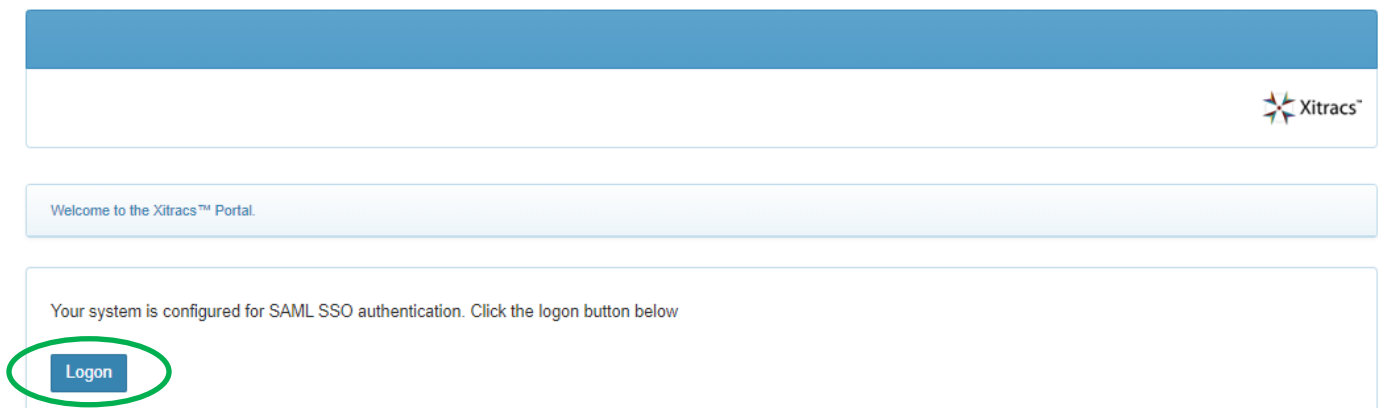 Xitracs™
Welcome to the Xitracs™ Portal.
Your system is configured for SAML SSO authentication. Click the logon button below
Logon